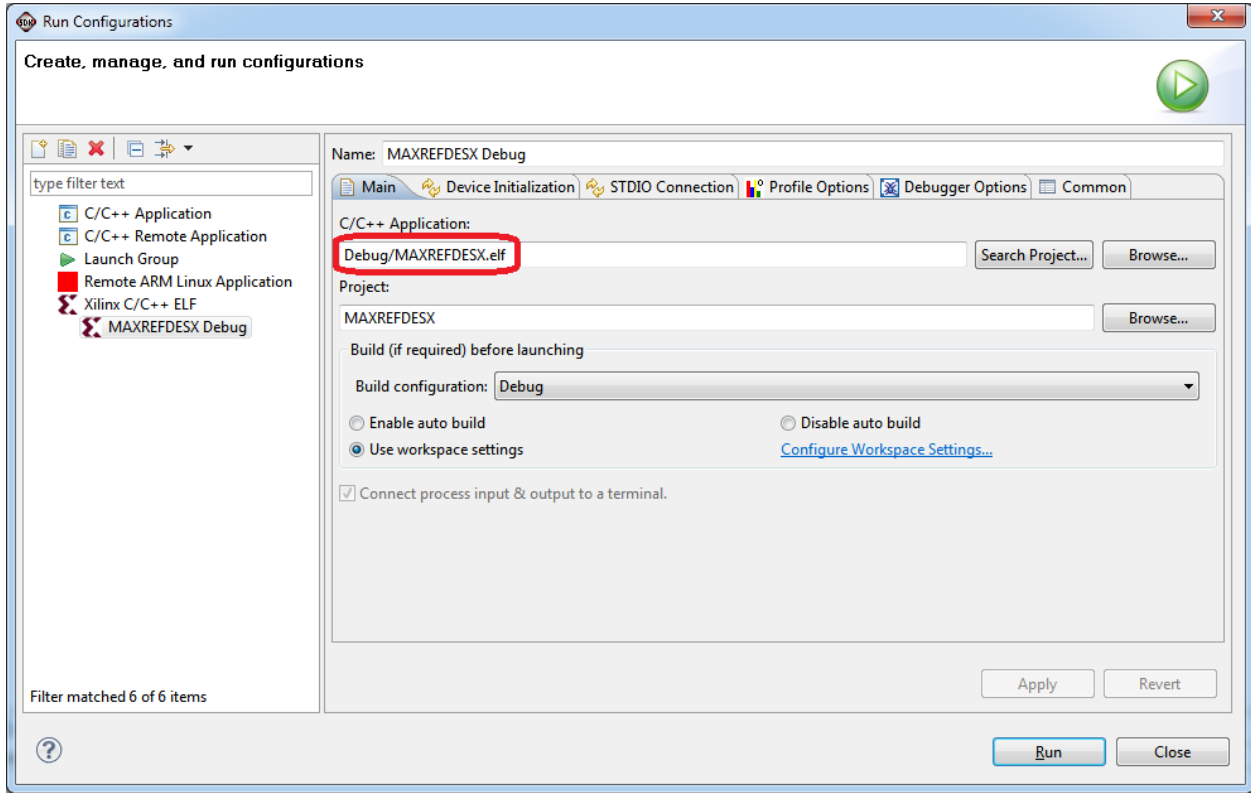 SDK Run Configurations
Create, manage, and run configurations
type filter text
C/C++ Application
C/C++ Remote Application
Launch Group
Remote ARM Linux Application
Xilinx C/C++ ELF
MAXREFDESX Debug
Filter matched 6 of 6 items
Name: MAXREFDESX Debug
Main Device Initialization STDIO Connection Profile Options Debugger Options Common
C/C++ Application:
Debug/MAXREFDESX.elf Search Project... Browse...
Project:
MAXREFDESX Browse...
Build (if required) before launching
Build configuration: Debug
Enable auto build Disable auto build
Use workspace settings Configure Workspace Settings...
Connect process input & output to a terminal.
Apply Revert
? Run Close